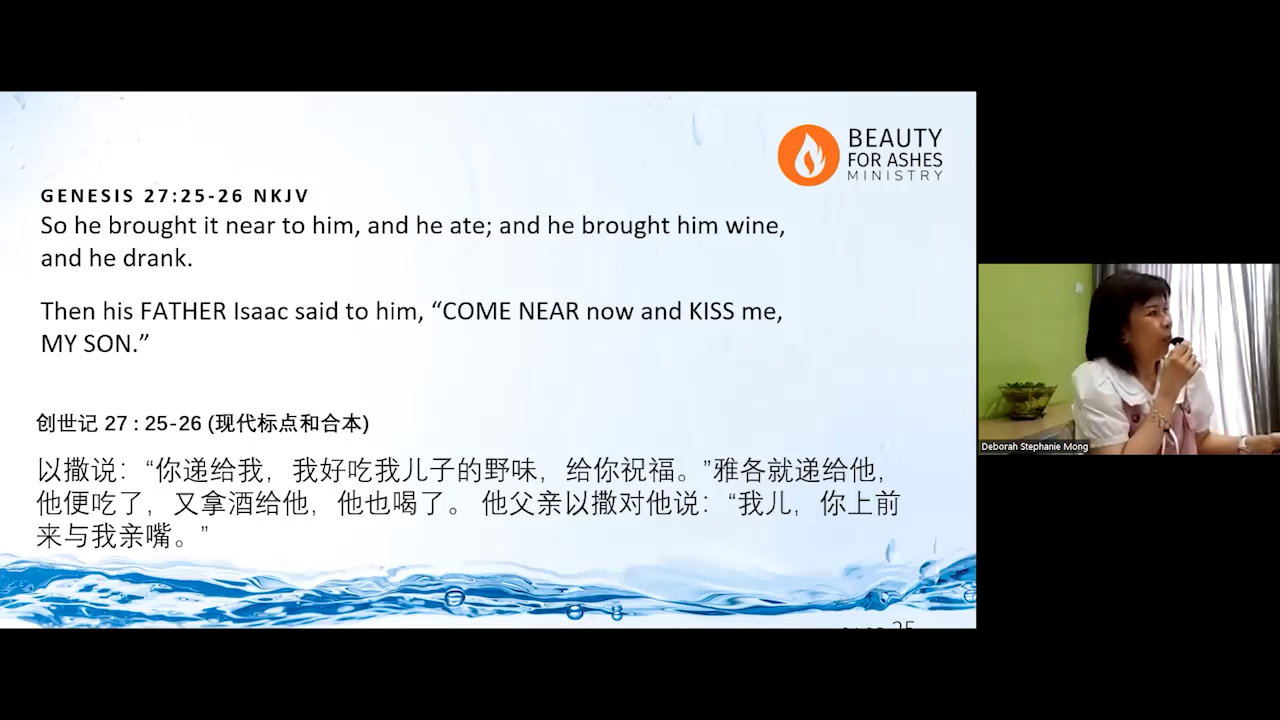 BEAUTY
FOR ASHES
MINISTRY
GENESIS 27:25-26 NKJV
So he brought it near to him, and he ate; and he brought him wine,
and he drank.
Then his FATHER Isaac said to him, “COME NEAR now and KISS me,
MY SON.”
创世记 27 : 25-26 (现代标点和合本)
以撒说：“你递给我，我好吃我儿子的野味，给你祝福。”雅各就递给他，
他便吃了，又拿酒给他，他也喝了。 他父亲以撒对他说：“我儿，你上前
来与我亲嘴。”
Deborah Stephanie Mong